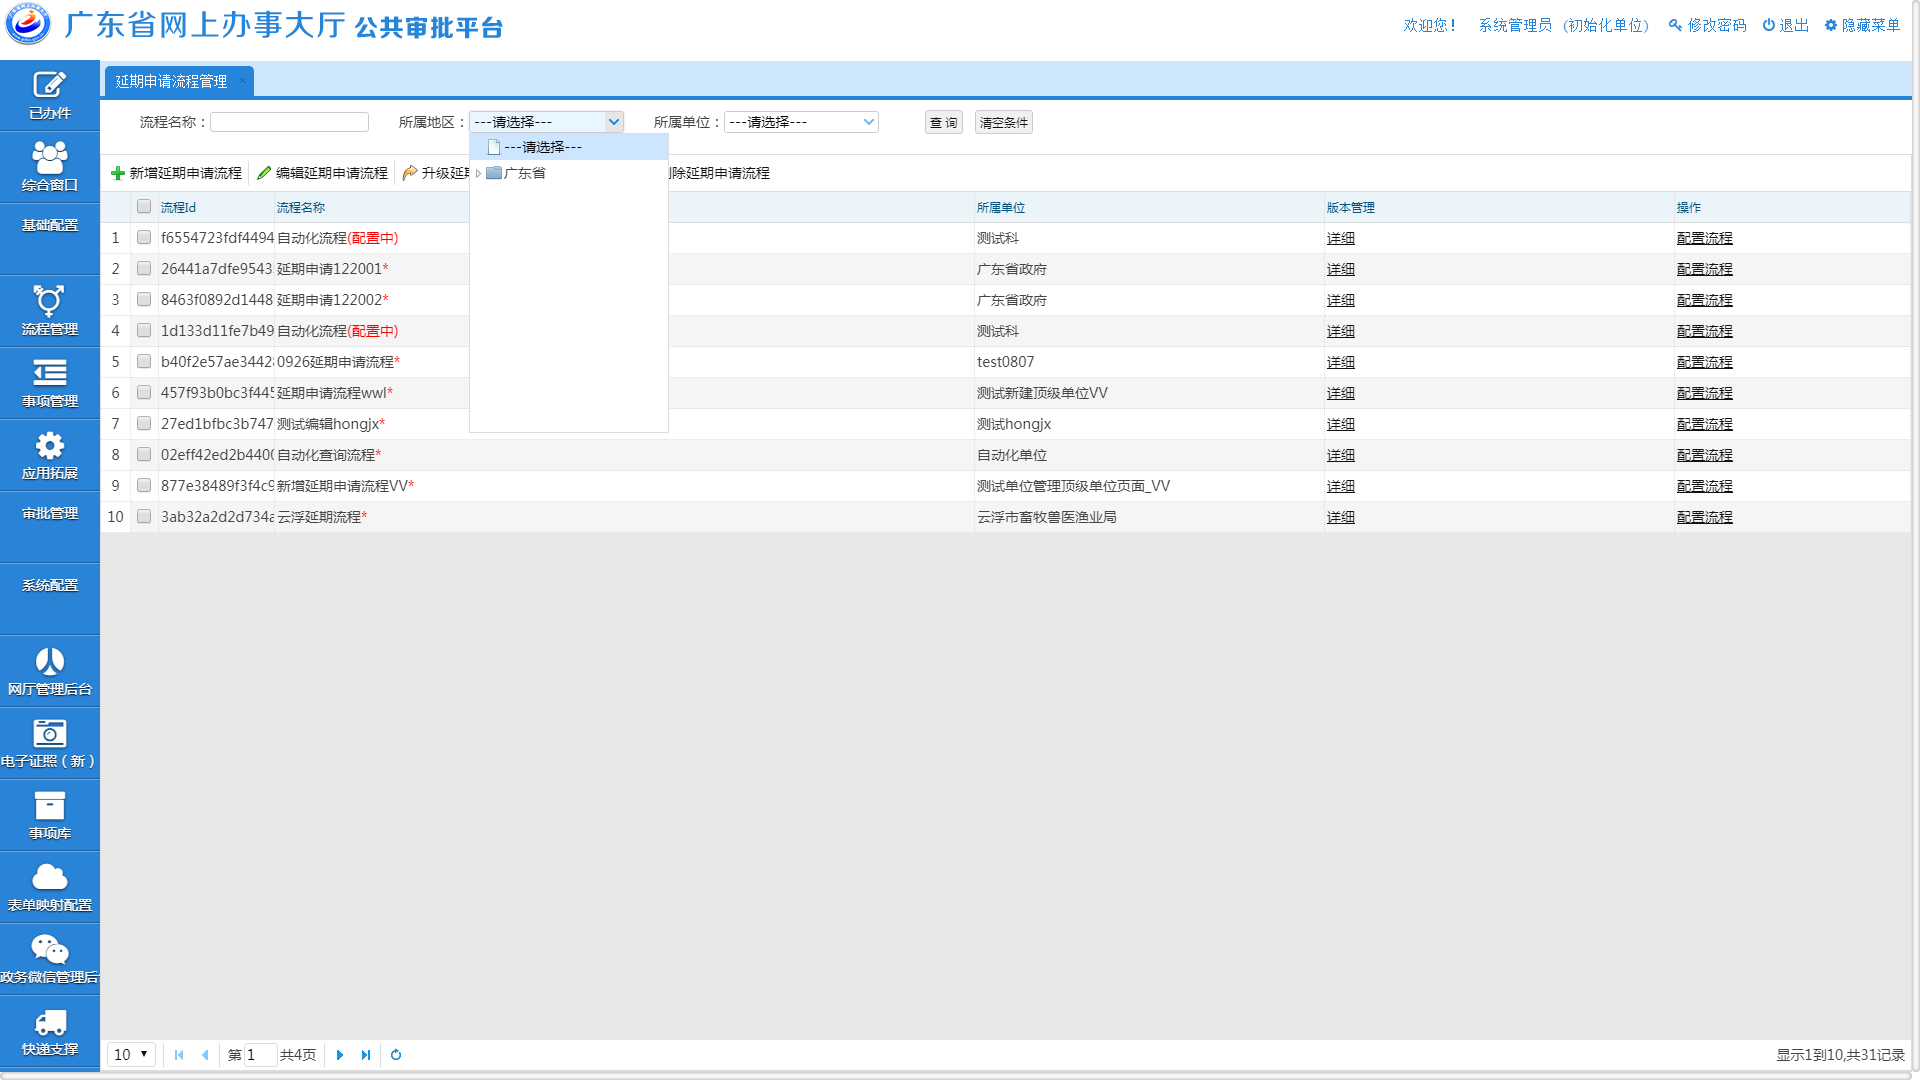 广东省网上办事大厅 公共审批平台
欢迎您！ 系统管理员 (初始化单位) 修改密码 退出 隐藏菜单
已办件
综合窗口
基础配置
流程管理
事项管理
应用拓展
审批管理
系统配置
网厅管理后台
电子证照（新）
事项库
表单映射配置
政务微信管理后
快递支撑
延期申请流程管理 ×
流程名称： 所属地区：---请选择--- 所属单位：---请选择--- 查 询 清空条件
---请选择---
广东省
新增延期申请流程 编辑延期申请流程 升级延期 除延期申请流程
流程Id 流程名称 所属单位 版本管理 操作
1 f6554723fdf4494 自动化流程(配置中) 测试科 详细 配置流程
2 26441a7dfe9543 延期申请122001* 广东省政府 详细 配置流程
3 8463f0892d1448 延期申请122002* 广东省政府 详细 配置流程
4 1d133d11fe7b49 自动化流程(配置中) 测试科 详细 配置流程
5 b40f2e57ae3442 0926延期申请流程* test0807 详细 配置流程
6 457f93b0bc3f445 延期申请流程wwl* 测试新建顶级单位VV 详细 配置流程
7 27ed1bfbc3b747 测试编辑hongjx* 测试hongjx 详细 配置流程
8 02eff42ed2b4400 自动化查询流程* 自动化单位 详细 配置流程
9 877e38489f3f4c9 新增延期申请流程VV* 测试单位管理顶级单位页面_VV 详细 配置流程
10 3ab32a2d2d734a 云浮延期流程* 云浮市畜牧兽医渔业局 详细 配置流程
10 第 1 共4页 显示1到10,共31记录